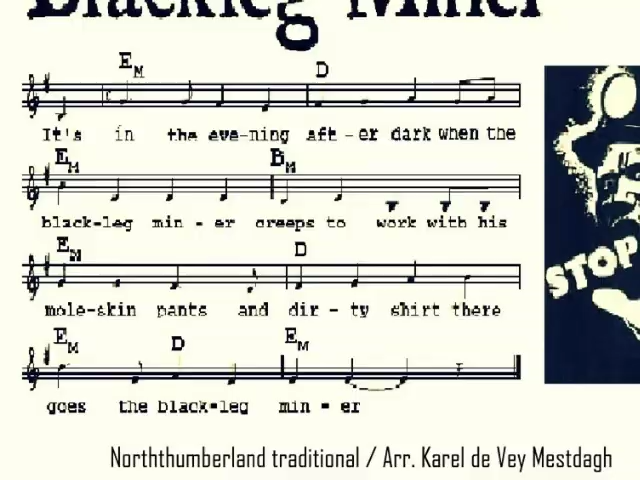 Blackleg Miner
EM D
It's in the eve-ning aft-er dark when the
EM BM
black-leg min-er creeps to work with his
EM D
mole-skin pants and dir-ty shirt there
EM D EM
goes the black-leg min-er
STOP
Norththumberland traditional / Arr. Karel de Vey Mestdagh